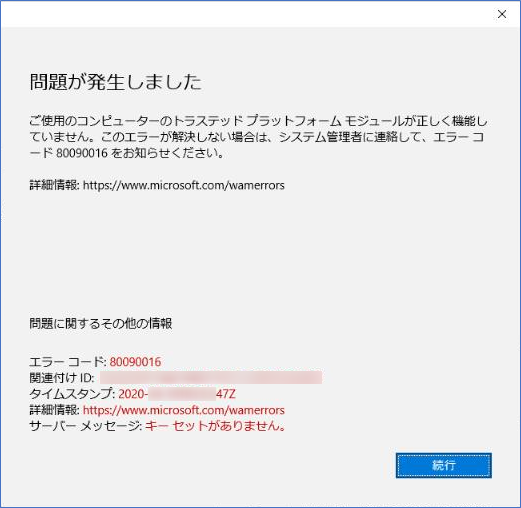 問題が発生しました
ご使用のコンピューターのトラステッド プラットフォーム モジュールが正しく機能し
ていません。このエラーが解決しない場合は、システム管理者に連絡して、エラー コ
ード 80090016 をお知らせください。
詳細情報: https://www.microsoft.com/wamerrors
問題に関するその他の情報
エラー コード: 80090016
関連付け ID:
タイムスタンプ: 2020- 47Z
詳細情報: https://www.microsoft.com/wamerrors
サーバー メッセージ: キー セットがありません。
続行